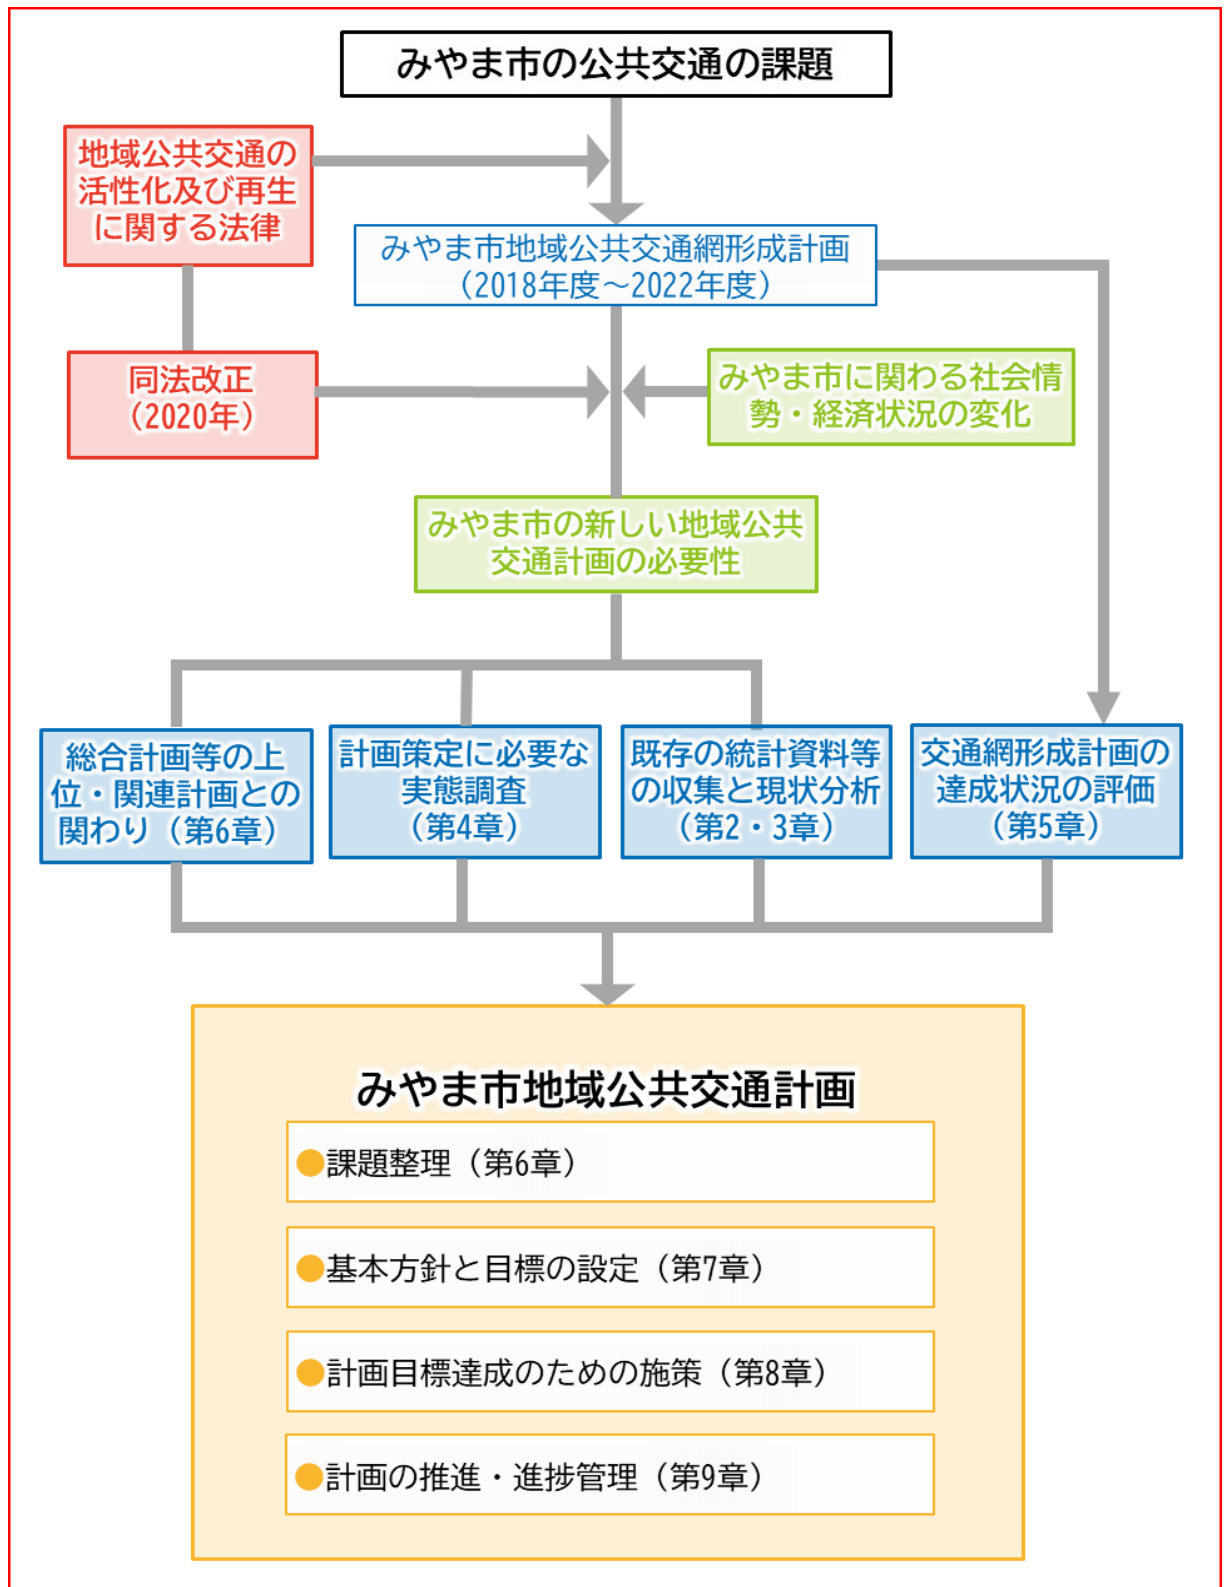 みやま市の公共交通の課題
地域公共交通の
活性化及び再生
に関する法律
みやま市地域公共交通網形成計画
（2018年度～2022年度）
同法改正
（2020年）
みやま市に関わる社会情
勢・経済状況の変化
みやま市の新しい地域公共
交通計画の必要性
総合計画等の上
位・関連計画との
関わり（第6章）
計画策定に必要な
実態調査
（第4章）
既存の統計資料等
の収集と現状分析
（第2・3章）
交通網形成計画の
達成状況の評価
（第5章）
みやま市地域公共交通計画
●課題整理（第6章）
●基本方針と目標の設定（第7章）
●計画目標達成のための施策（第8章）
●計画の推進・進捗管理（第9章）